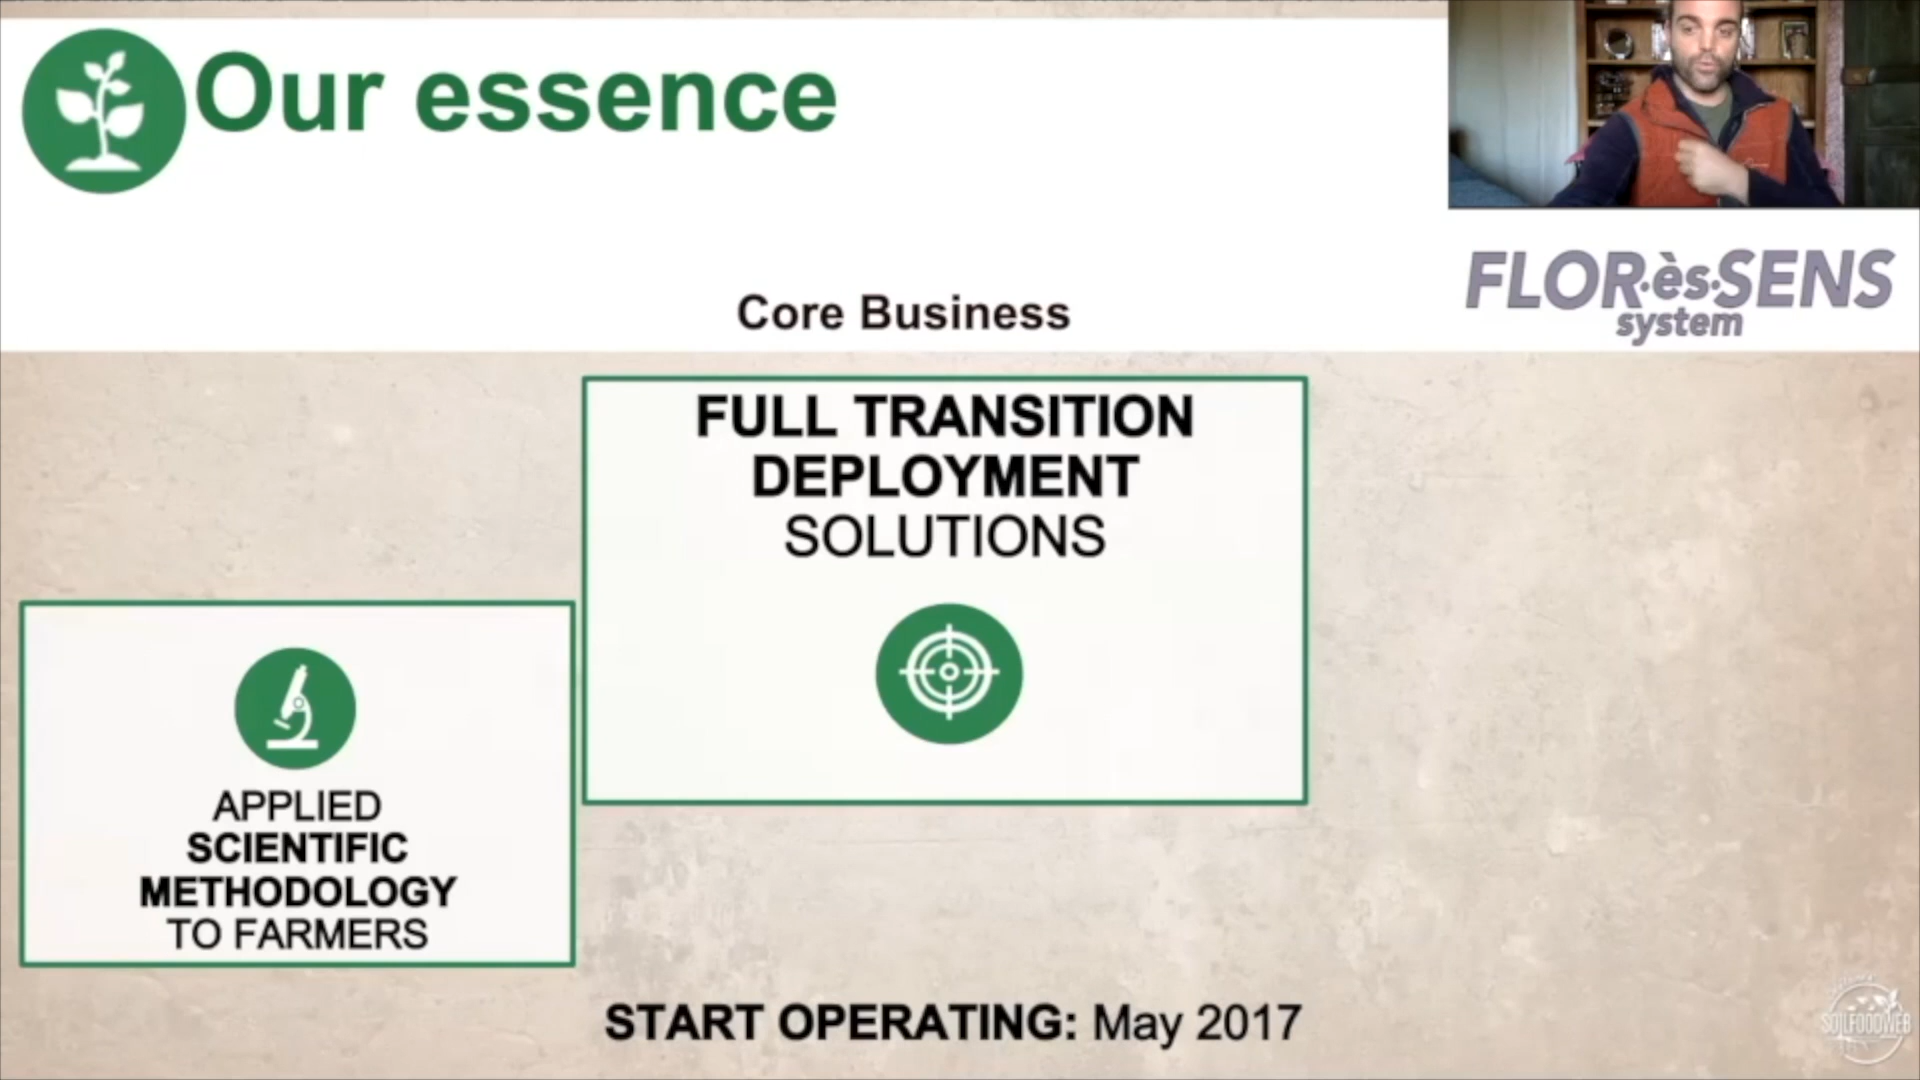 Our essence
FLOR·ès·SENS
system
Core Business
FULL TRANSITION
DEPLOYMENT
SOLUTIONS
APPLIED
SCIENTIFIC
METHODOLOGY
TO FARMERS
START OPERATING: May 2017
SOILFOODWEB